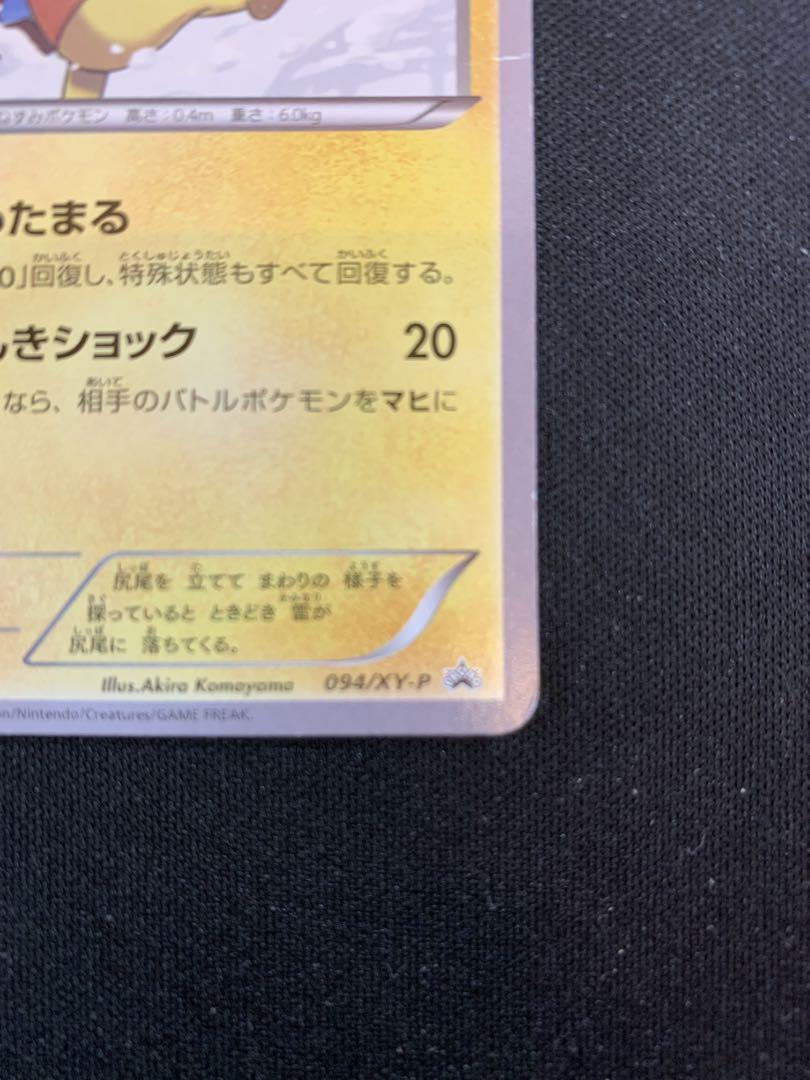 ねずみポケモン 高さ:0.4m 重さ:6.0kg
ったまる
0」回復し、特殊状態もすべて回復する。
んきショック 20
なら、相手のバトルポケモンをマヒに
尻尾を 立てて まわりの 様子を
探っていると ときどき 雷が
尻尾に 落ちてくる。
Illus.Akira Komayama 094/XY-P
on/Nintendo/Creatures/GAME FREAK.